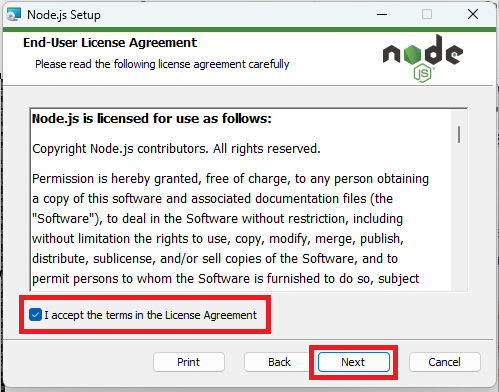 Node.js Setup
End-User License Agreement
Please read the following license agreement carefully
node
JS
Node.js is licensed for use as follows:
Copyright Node.js contributors. All rights reserved.
Permission is hereby granted, free of charge, to any person obtaining
a copy of this software and associated documentation files (the
"Software"), to deal in the Software without restriction, including
without limitation the rights to use, copy, modify, merge, publish,
distribute, sublicense, and/or sell copies of the Software, and to
permit persons to whom the Software is furnished to do so, subject
I accept the terms in the License Agreement
Print Back Next Cancel